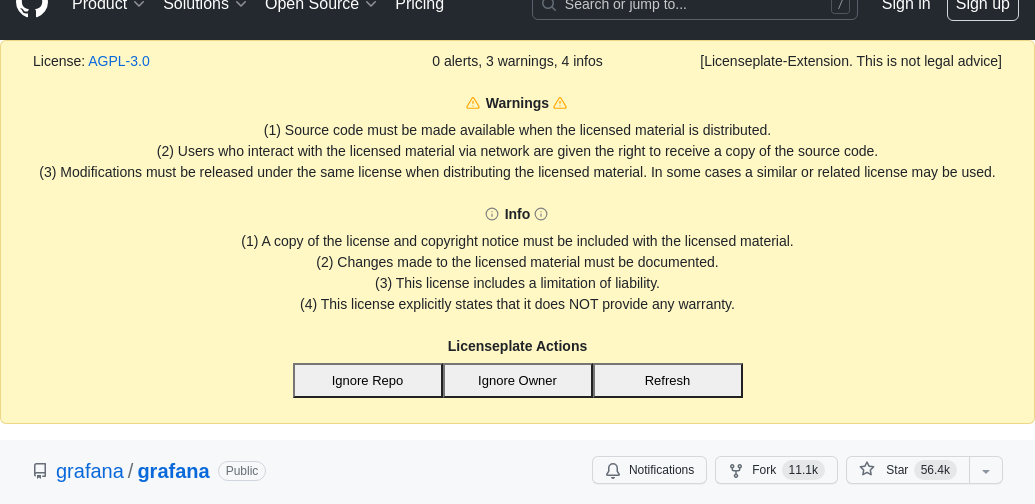 Product Solutions Open Source Pricing Search or jump to... / Sign in Sign up
License: AGPL-3.0 0 alerts, 3 warnings, 4 infos [Licenseplate-Extension. This is not legal advice]
Warnings
(1) Source code must be made available when the licensed material is distributed.
(2) Users who interact with the licensed material via network are given the right to receive a copy of the source code.
(3) Modifications must be released under the same license when distributing the licensed material. In some cases a similar or related license may be used.
Info
(1) A copy of the license and copyright notice must be included with the licensed material.
(2) Changes made to the licensed material must be documented.
(3) This license includes a limitation of liability.
(4) This license explicitly states that it does NOT provide any warranty.
Licenseplate Actions
Ignore Repo Ignore Owner Refresh
grafana / grafana Public Notifications Fork 11.1k Star 56.4k